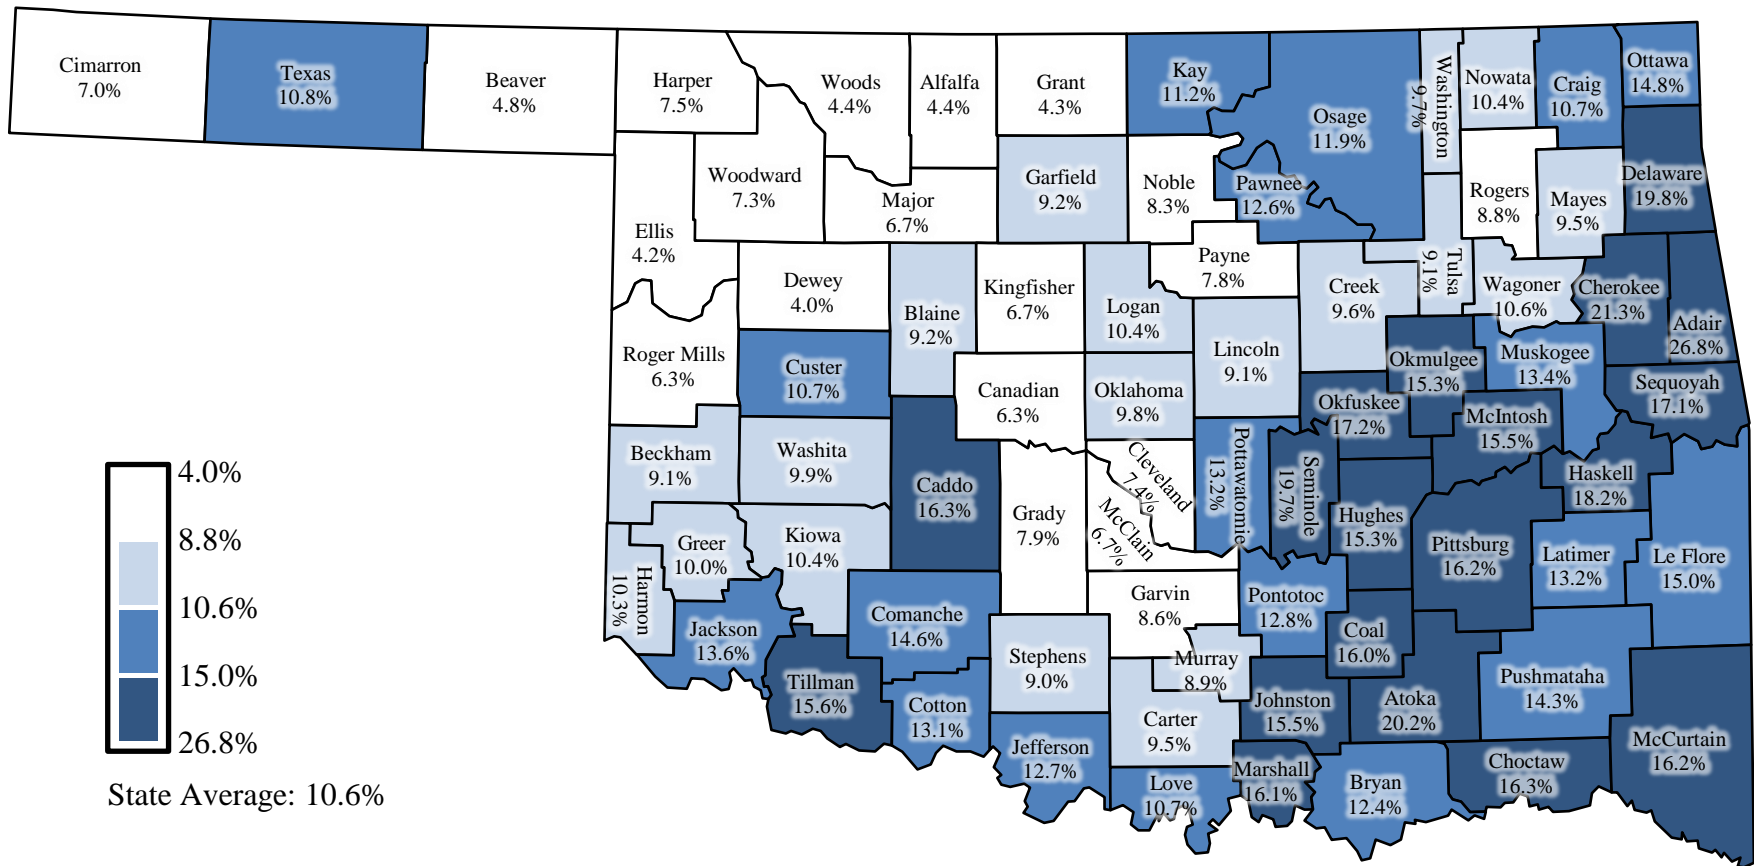 Cimarron
7.0%
Texas
10.8%
Beaver
4.8%
Harper
7.5%
Woods
4.4%
Alfalfa
4.4%
Grant
4.3%
Kay
11.2%
Osage
11.9%
Washington
9.7%
Nowata
10.4%
Craig
10.7%
Ottawa
14.8%
Ellis
4.2%
Woodward
7.3%
Major
6.7%
Garfield
9.2%
Noble
8.3%
Pawnee
12.6%
Rogers
8.8%
Mayes
9.5%
Delaware
19.8%
Roger Mills
6.3%
Dewey
4.0%
Blaine
9.2%
Kingfisher
6.7%
Logan
10.4%
Payne
7.8%
Creek
9.6%
Tulsa
9.1%
Wagoner
10.6%
Cherokee
21.3%
Adair
26.8%
Custer
10.7%
Canadian
6.3%
Oklahoma
9.8%
Lincoln
9.1%
Okmulgee
15.3%
Muskogee
13.4%
Sequoyah
17.1%
Okfuskee
17.2%
McIntosh
15.5%
Beckham
9.1%
Washita
9.9%
Caddo
16.3%
Grady
7.9%
Cleveland
7.4%
McClain
6.7%
Pottawatomie
13.2%
Seminole
19.7%
Hughes
15.3%
Haskell
18.2%
Pittsburg
16.2%
Latimer
13.2%
Le Flore
15.0%
Greer
10.0%
Kiowa
10.4%
Harmon
10.3%
Jackson
13.6%
Comanche
14.6%
Garvin
8.6%
Pontotoc
12.8%
Coal
16.0%
Tillman
15.6%
Cotton
13.1%
Stephens
9.0%
Murray
8.9%
Johnston
15.5%
Atoka
20.2%
Pushmataha
14.3%
Carter
9.5%
Jefferson
12.7%
Love
10.7%
Marshall
16.1%
Bryan
12.4%
Choctaw
16.3%
McCurtain
16.2%
4.0%
8.8%
10.6%
15.0%
26.8%
State Average: 10.6%